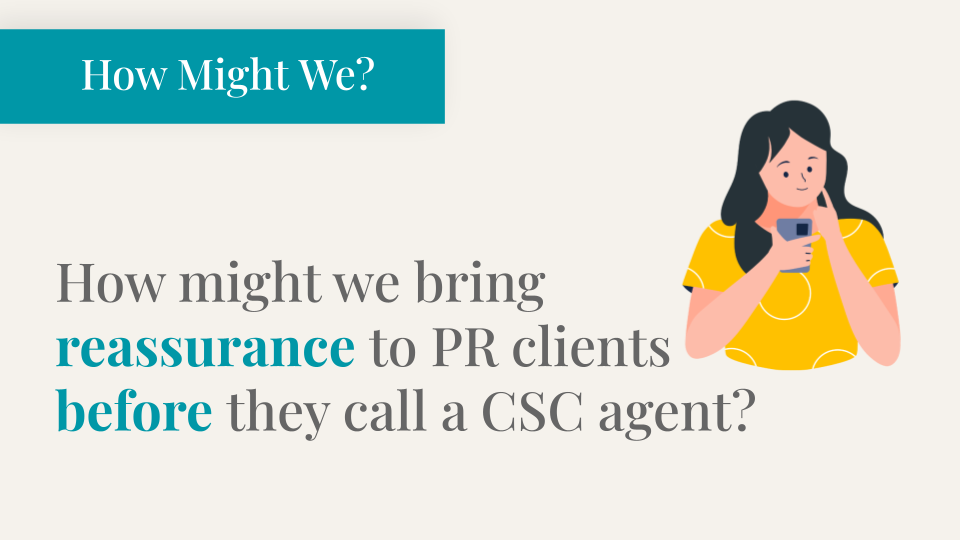 How Might We?
How might we bring
reassurance to PR clients
before they call a CSC agent?